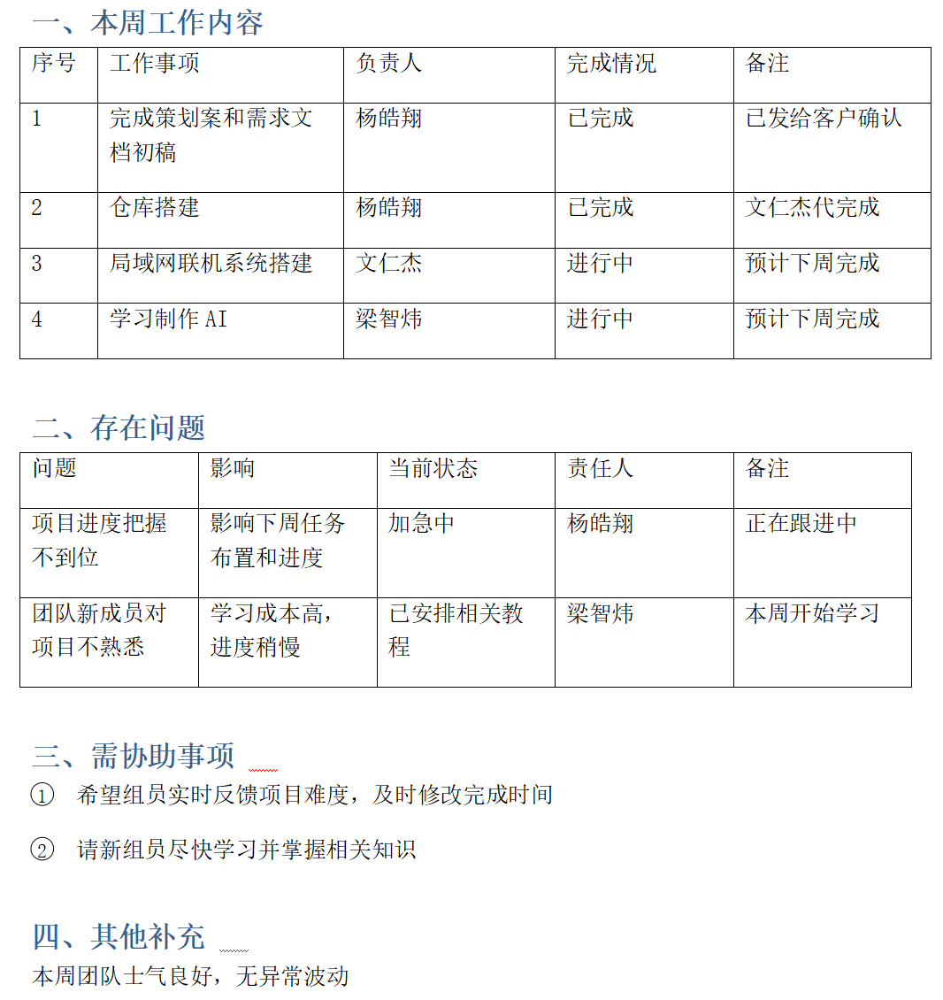 一、本周工作内容
序号 工作事项 负责人 完成情况 备注
1 完成策划案和需求文 杨皓翔 已完成 已发给客户确认
档初稿
2 仓库搭建 杨皓翔 已完成 文仁杰代完成
3 局域网联机系统搭建 文仁杰 进行中 预计下周完成
4 学习制作 AI 梁智炜 进行中 预计下周完成
二、存在问题
问题 影响 当前状态 责任人 备注
项目进度把握 影响下周任务 加急中 杨皓翔 正在跟进中
不到位 布置和进度
团队新成员对 学习成本高， 已安排相关教 梁智炜 本周开始学习
项目不熟悉 进度稍慢 程
三、需协助事项
① 希望组员实时反馈项目难度，及时修改完成时间
② 请新组员尽快学习并掌握相关知识
四、其他补充
本周团队士气良好，无异常波动